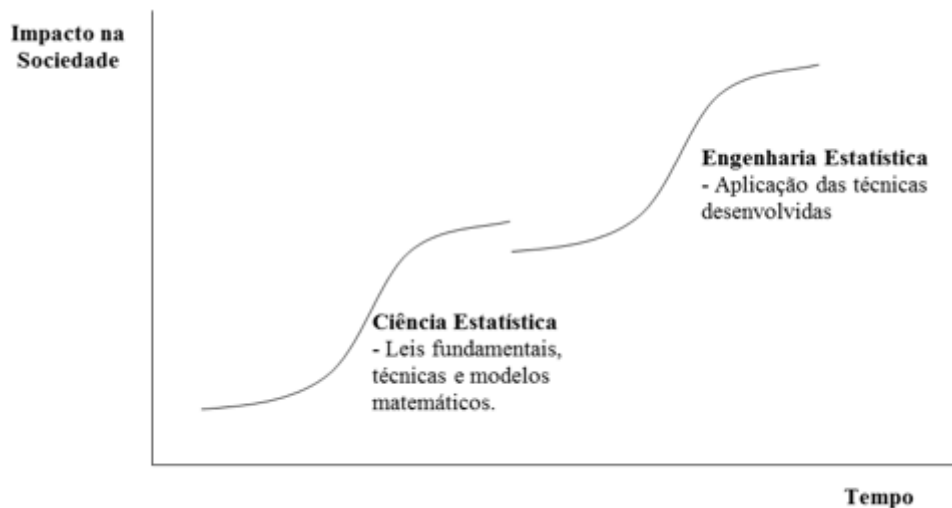 Impacto na
Sociedade
Engenharia Estatística
- Aplicação das técnicas
desenvolvidas
Ciência Estatística
- Leis fundamentais,
técnicas e modelos
matemáticos.
Tempo